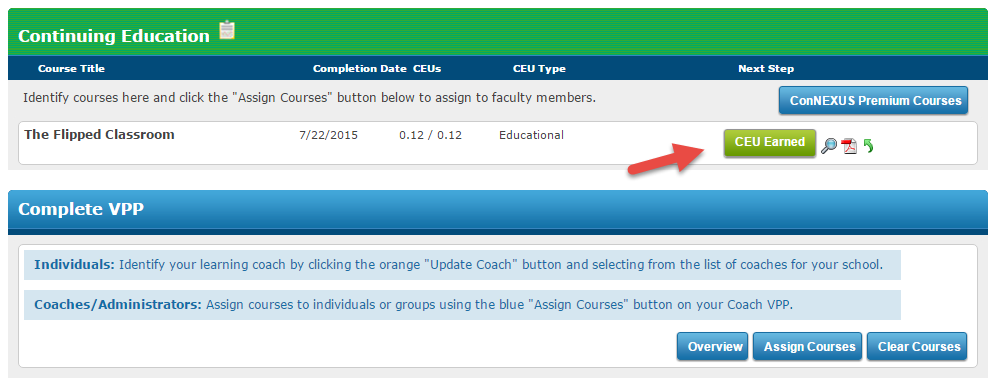 Continuing Education
Course Title Completion Date CEUs CEU Type Next Step
Identify courses here and click the "Assign Courses" button below to assign to faculty members. ConNEXUS Premium Courses
The Flipped Classroom 7/22/2015 0.12 / 0.12 Educational CEU Earned
Complete VPP
Individuals: Identify your learning coach by clicking the orange "Update Coach" button and selecting from the list of coaches for your school.
Coaches/Administrators: Assign courses to individuals or groups using the blue "Assign Courses" button on your Coach VPP.
Overview Assign Courses Clear Courses